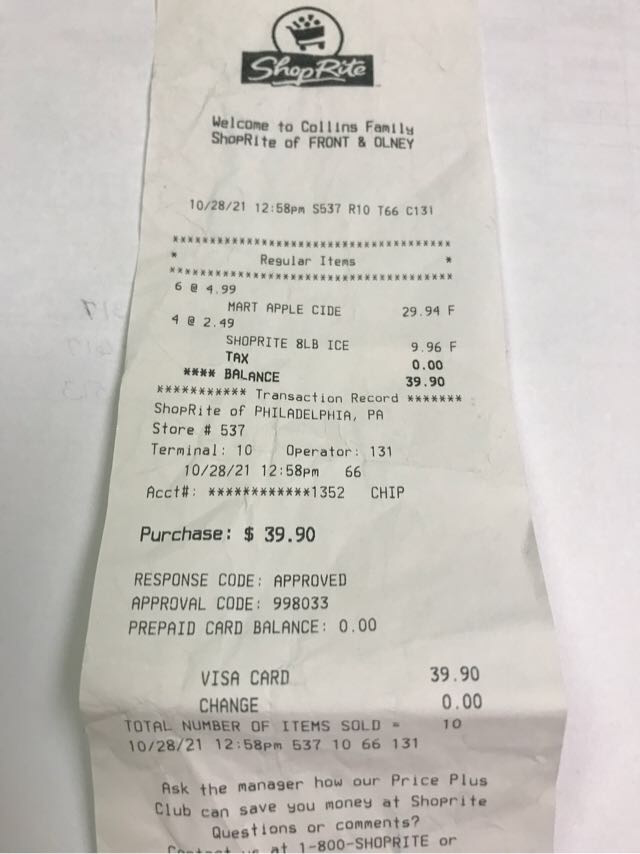 ShopRite
Welcome to Collins Family
ShopRite of FRONT & OLNEY
10/28/21 12:58pm S537 R10 T66 C131
****************************************
* Regular Items *
****************************************
6 @ 4.99
MART APPLE CIDE 29.94 F
4 @ 2.49
SHOPRITE 8LB ICE 9.96 F
TAX 0.00
**** BALANCE 39.90
*********** Transaction Record *******
ShopRite of PHILADELPHIA, PA
Store # 537
Terminal: 10 Operator: 131
10/28/21 12:58pm 66
Acct#: ************1352 CHIP
Purchase: $ 39.90
RESPONSE CODE: APPROVED
APPROVAL CODE: 998033
PREPAID CARD BALANCE: 0.00
VISA CARD 39.90
CHANGE 0.00
TOTAL NUMBER OF ITEMS SOLD = 10
10/28/21 12:58pm 537 10 66 131
Ask the manager how our Price Plus
Club can save you money at Shoprite
Questions or comments?
at 1-800-SHOPRITE or